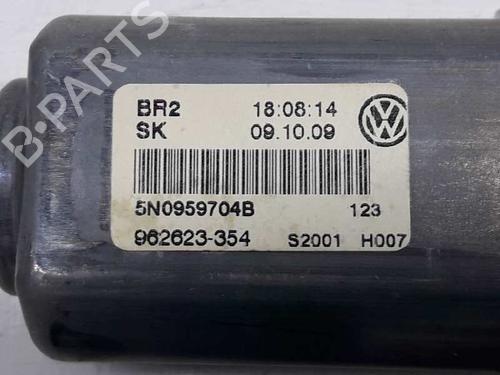 BR2 18:08:14
SK 09.10.09
5N0959704B 123
962623-354 S2001 H007
B-PARTS